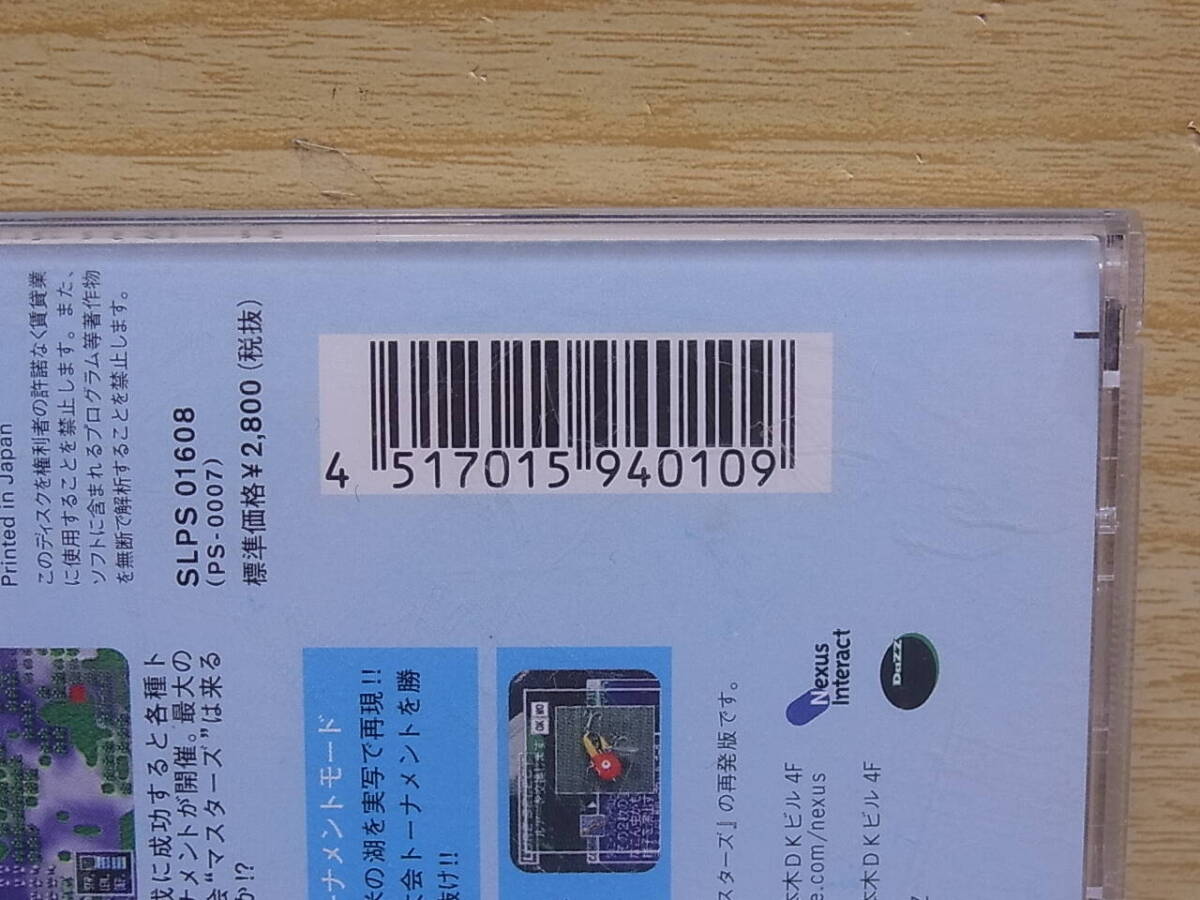 Printed in Japan
このディスクを権利者の許諾なく賃貸業
に使用することを禁止します。また、
ソフトに含まれるプログラム等著作物
を無断で解析することを禁止します。
SLPS 01608
(PS-0007)
標準価格¥2,800(税抜)
4 517015 940109
に成功すると各種ト
ナメントが開催。最大の
会“マスターズ”は来る
か!?
ーナメントモード
米の湖を実写で再現!!
大会トーナメントを勝
抜け!!
スターズ』の再発版です。
Nexus
Interact
木DKビル4F
e.com/nexus
DaZZ
木DKビル4F